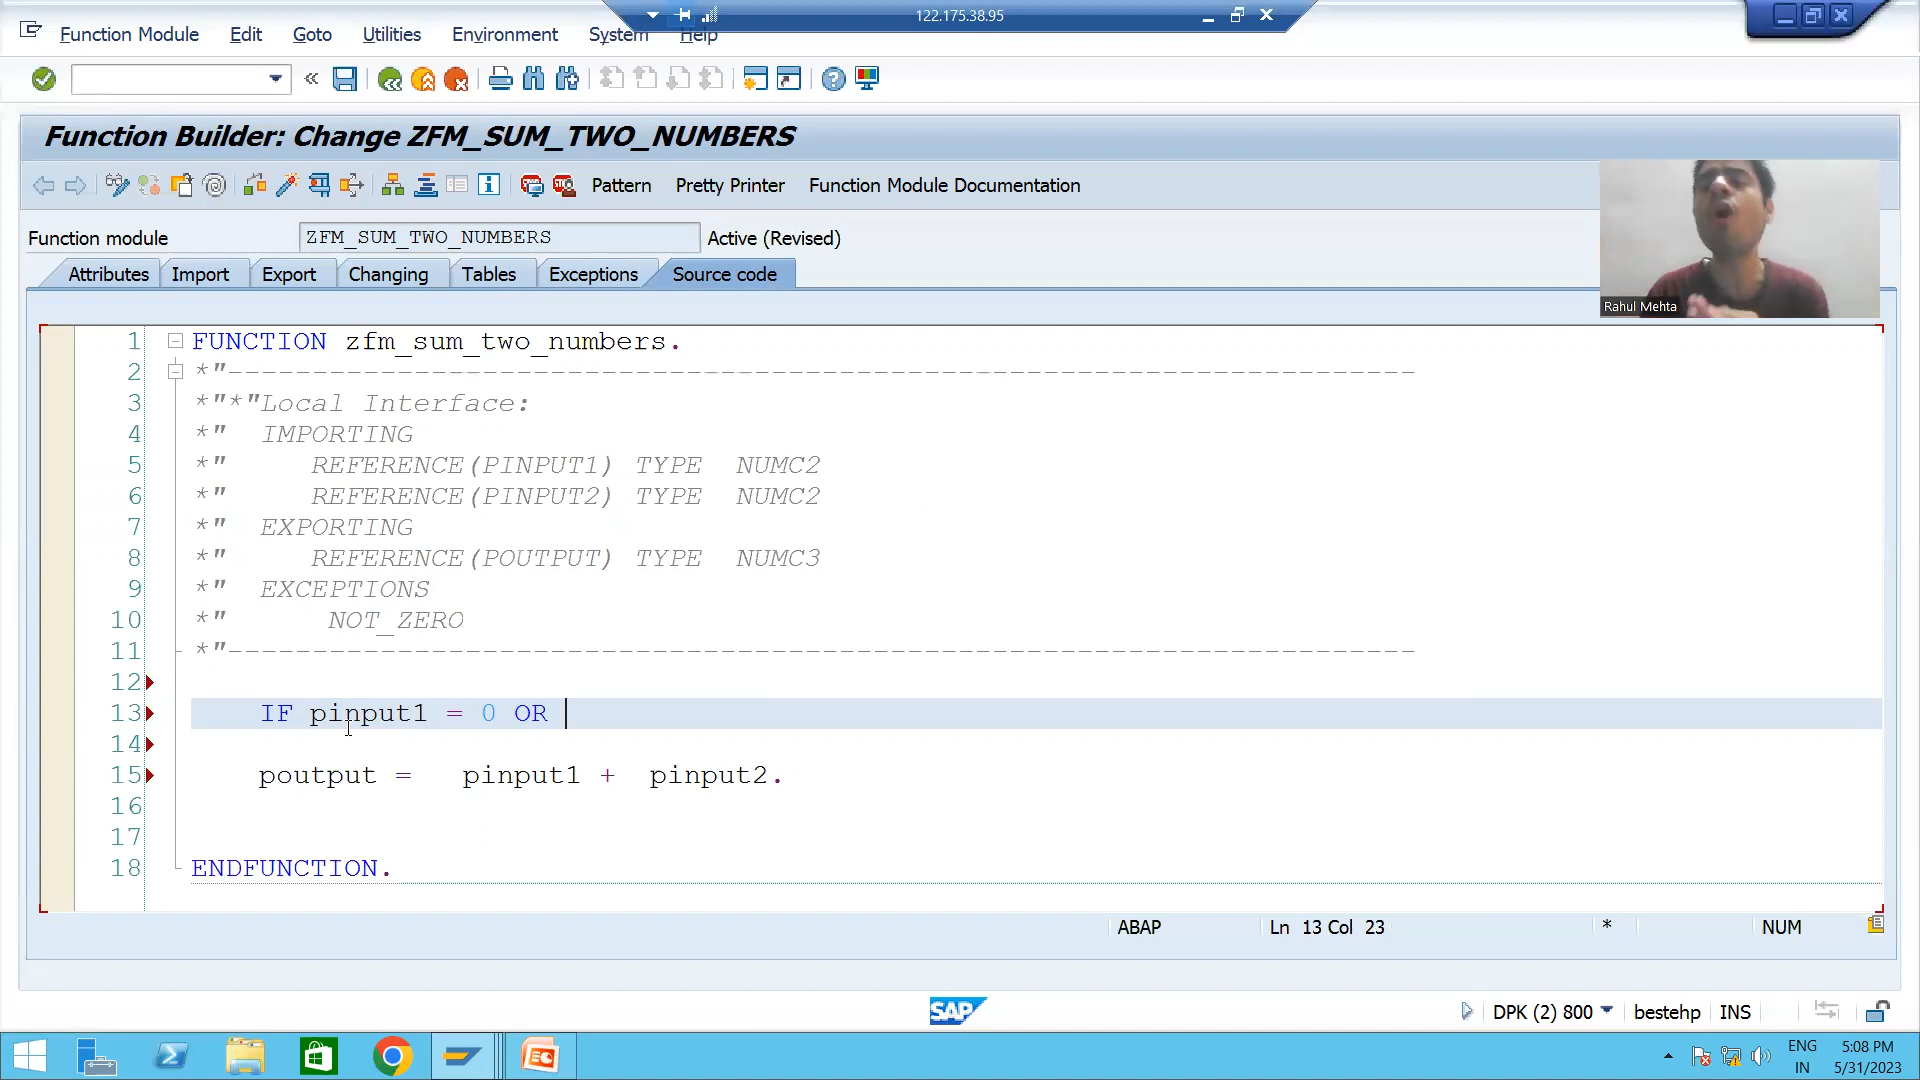 122.175.38.95
Function Module Edit Goto Utilities Environment System Help
Function Builder: Change ZFM_SUM_TWO_NUMBERS
Pattern Pretty Printer Function Module Documentation
Function module ZFM_SUM_TWO_NUMBERS Active (Revised)
Attributes Import Export Changing Tables Exceptions Source code
Rahul Mehta
1 FUNCTION zfm_sum_two_numbers.
2 *"----------------------------------------------------------------------
3 *"*"Local Interface:
4 *" IMPORTING
5 *" REFERENCE(PINPUT1) TYPE NUMC2
6 *" REFERENCE(PINPUT2) TYPE NUMC2
7 *" EXPORTING
8 *" REFERENCE(POUTPUT) TYPE NUMC3
9 *" EXCEPTIONS
10 *" NOT_ZERO
11 *"----------------------------------------------------------------------
12
13 IF pinput1 = 0 OR
14
15 poutput = pinput1 + pinput2.
16
17
18 ENDFUNCTION.
ABAP Ln 13 Col 23 * NUM
SAP DPK (2) 800 bestehp INS
ENG 5:08 PM
IN 5/31/2023